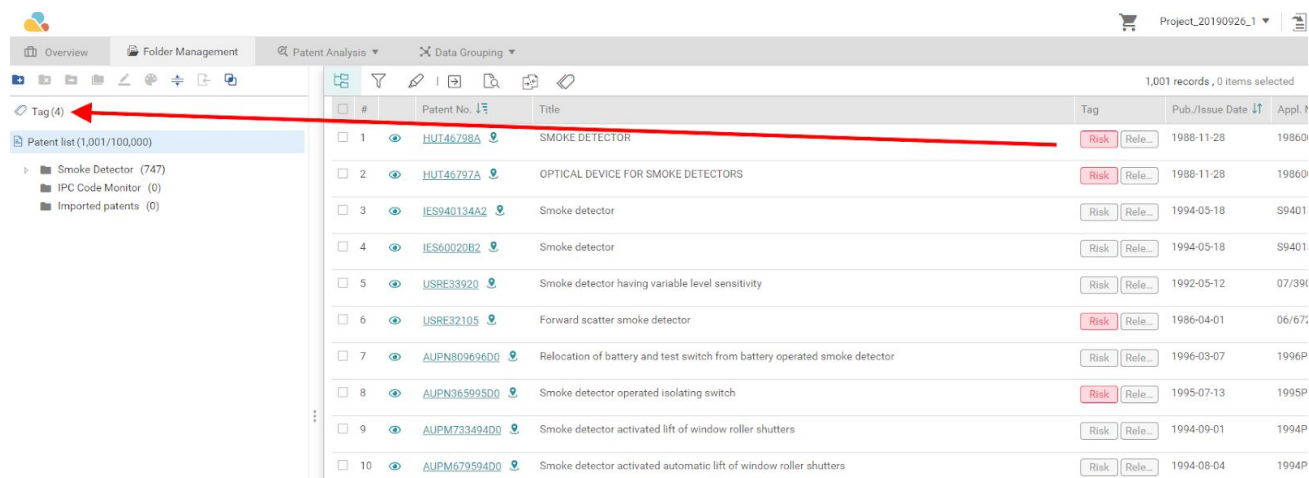 Project_20190926_1 ▼
Overview Folder Management Patent Analysis ▼ Data Grouping ▼
1,001 records , 0 items selected
Tag (4)
Patent list (1,001/100,000)
Smoke Detector (747)
IPC Code Monitor (0)
Imported patents (0)
# Patent No. Title Tag Pub./Issue Date Appl. N
1 HUT46798A SMOKE DETECTOR Risk Rele... 1988-11-28 198600
2 HUT46797A OPTICAL DEVICE FOR SMOKE DETECTORS Risk Rele... 1988-11-28 198600
3 IES940134A2 Smoke detector Risk Rele... 1994-05-18 S9401
4 IES60020B2 Smoke detector Risk Rele... 1994-05-18 S9401
5 USRE33920 Smoke detector having variable level sensitivity Risk Rele... 1992-05-12 07/390
6 USRE32105 Forward scatter smoke detector Risk Rele... 1986-04-01 06/672
7 AUPN809696D0 Relocation of battery and test switch from battery operated smoke detector Risk Rele... 1996-03-07 1996P
8 AUPN365995D0 Smoke detector operated isolating switch Risk Rele... 1995-07-13 1995P
9 AUPM733494D0 Smoke detector activated lift of window roller shutters Risk Rele... 1994-09-01 1994P
10 AUPM679594D0 Smoke detector activated automatic lift of window roller shutters Risk Rele... 1994-08-04 1994P